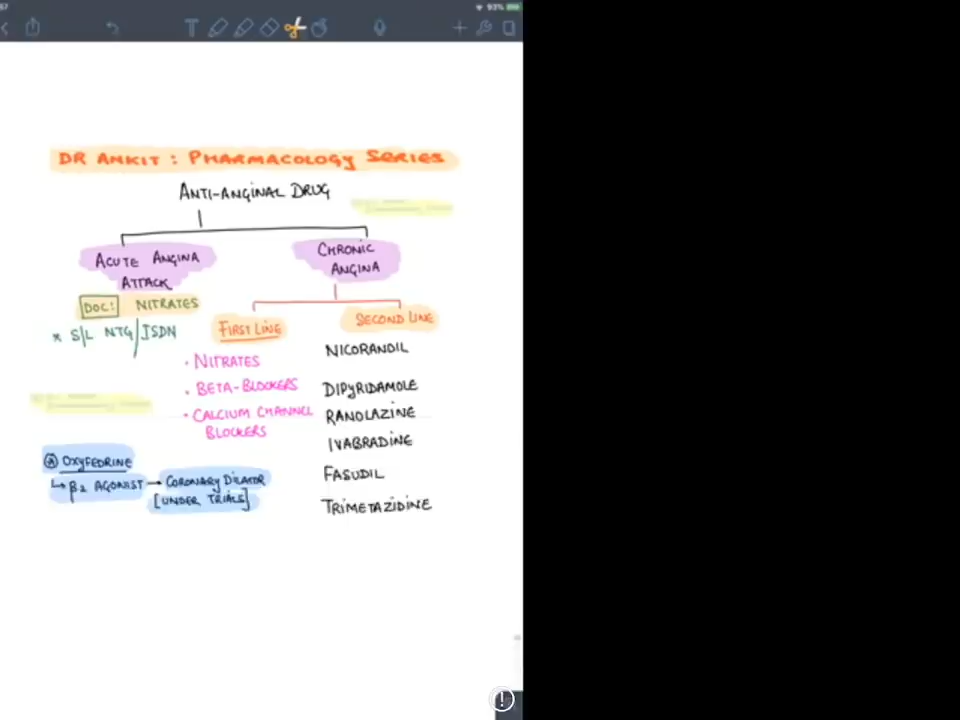 93%
DR ANKIT : PHARMACOLOGY SERIES
ANTI-ANGINAL DRUG
ACUTE ANGINA
ATTACK
DOC: NITRATES
* S/L NTG/ISDN
CHRONIC
ANGINA
FIRST LINE
• NITRATES
• BETA-BLOCKERS
• CALCIUM CHANNEL
BLOCKERS
SECOND LINE
NICORANDIL
DIPYRIDAMOLE
RANOLAZINE
IVABRADINE
FASUDIL
TRIMETAZIDINE
OXYFEDRINE
↳ β1 AGONIST → CORONARY DILATOR
[UNDER TRIALS]